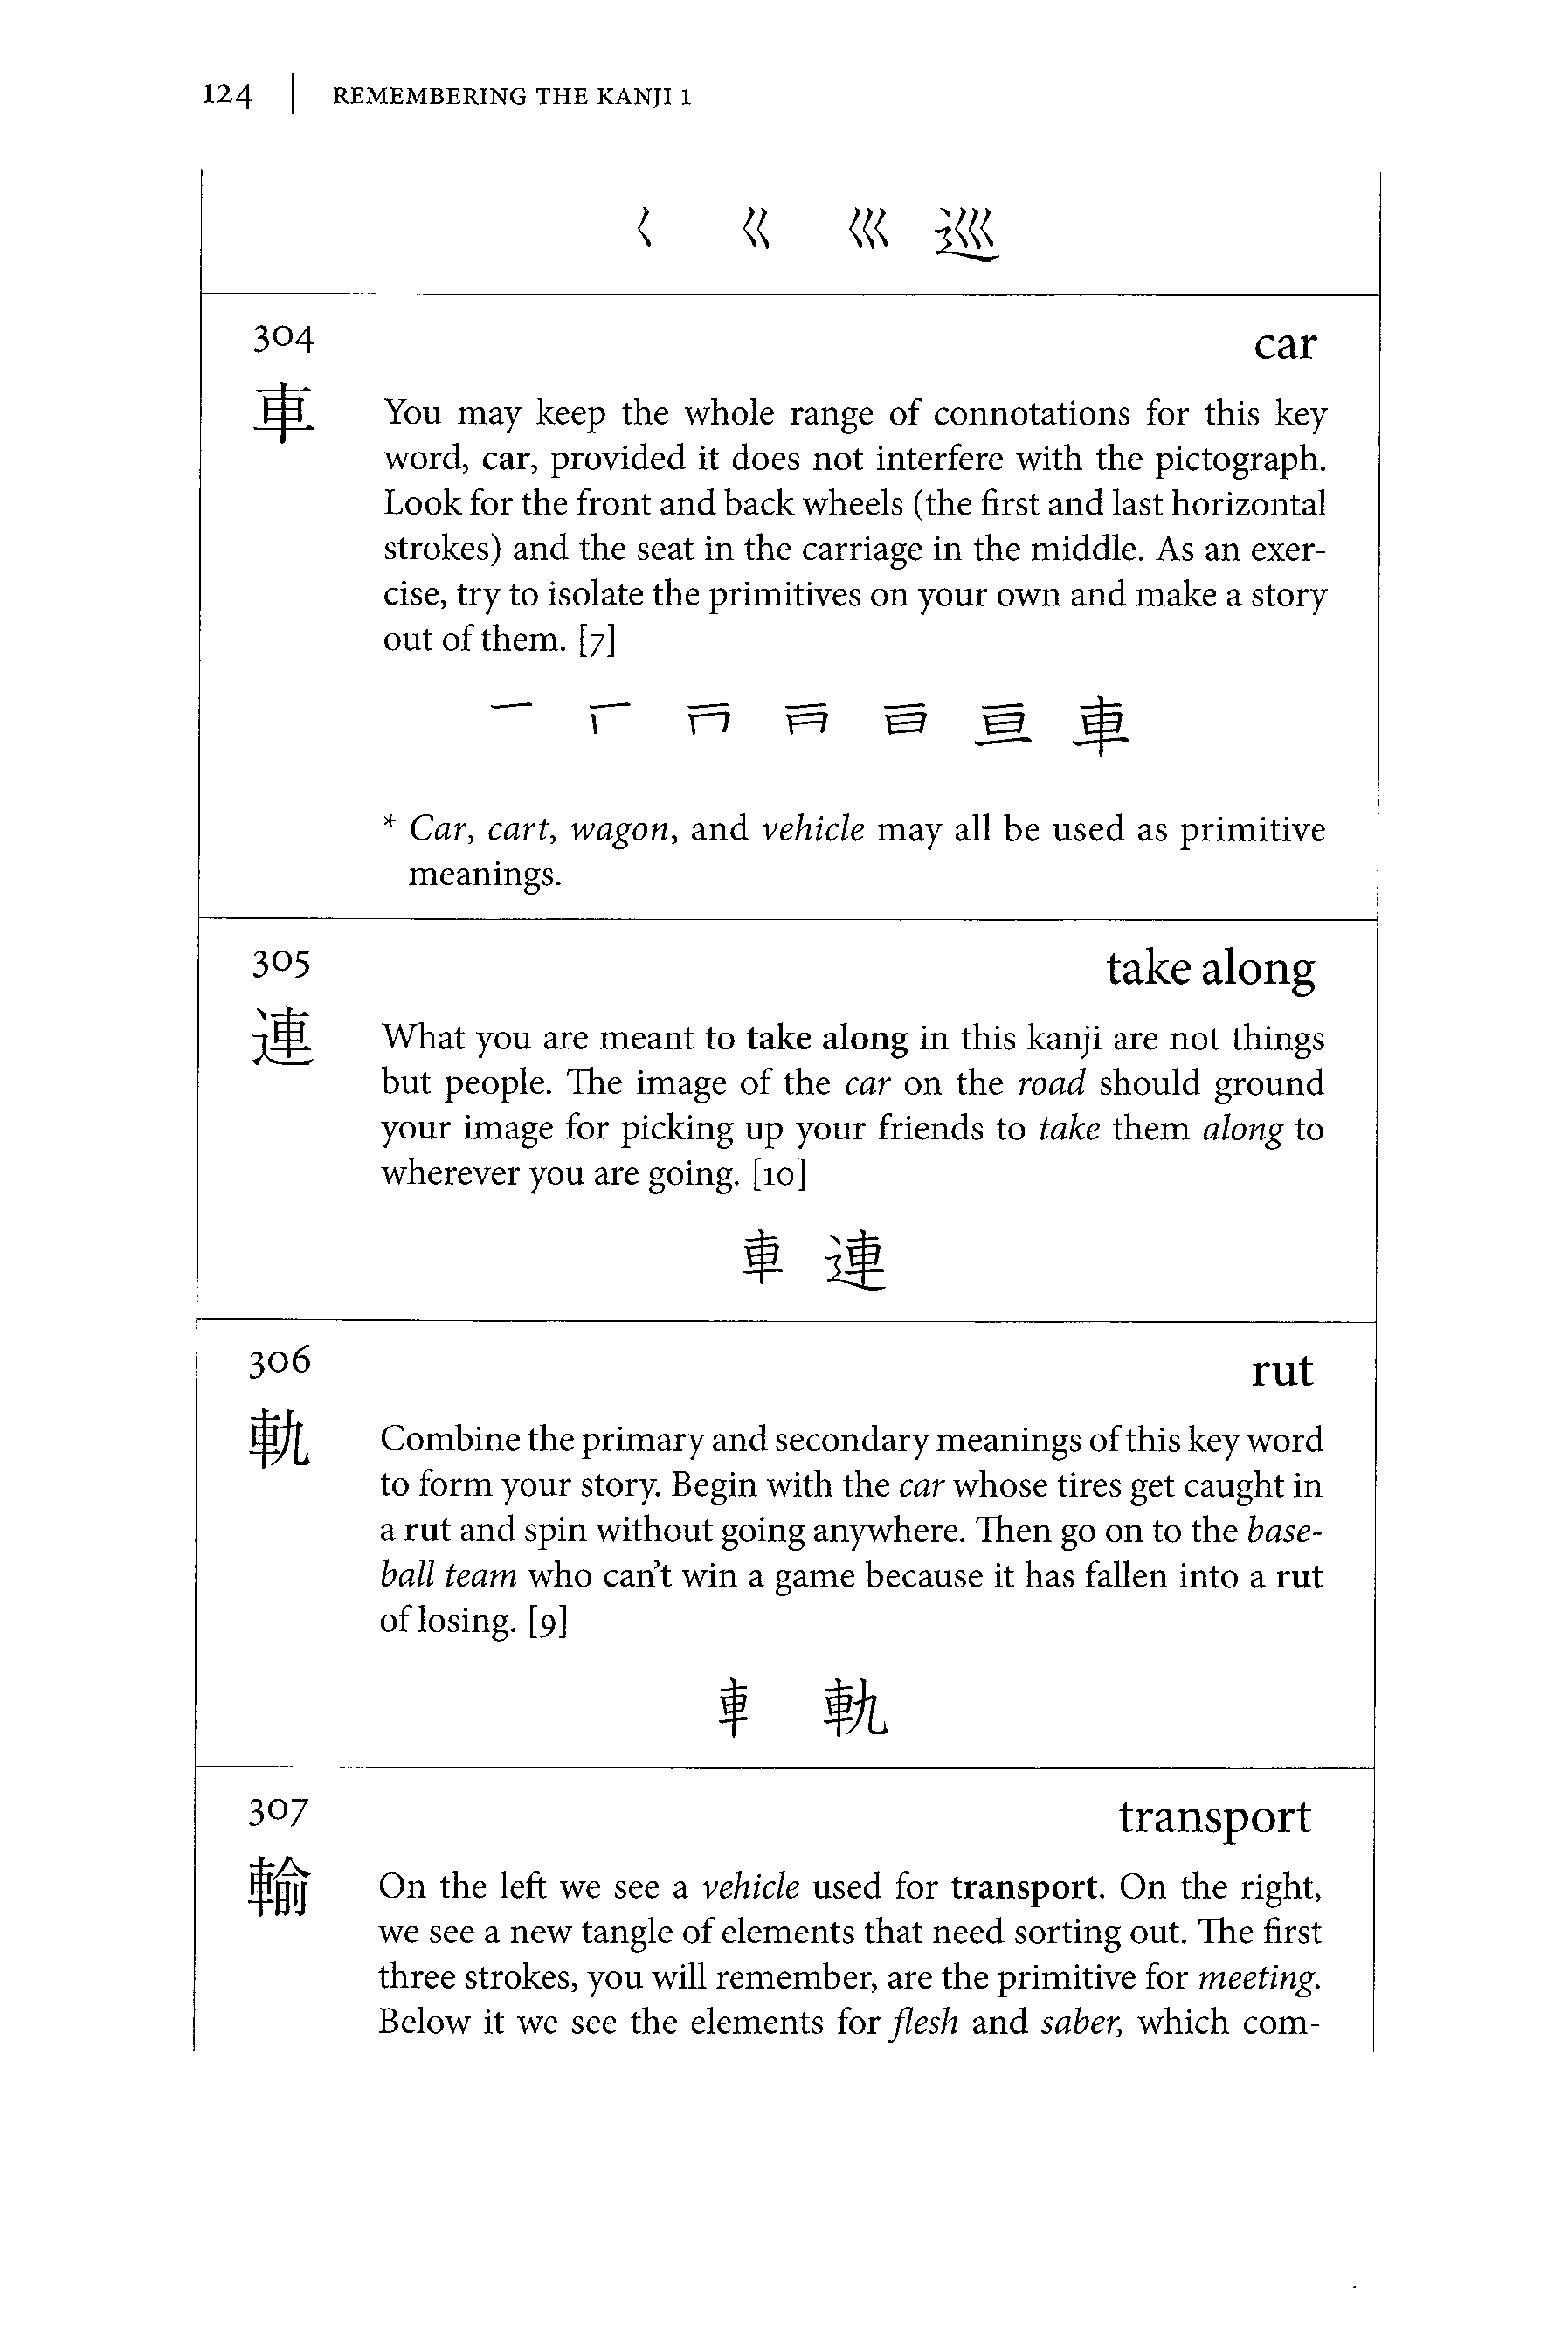 124 | REMEMBERING THE KANJI 1
く 巜 巛 巡
304 car
車
You may keep the whole range of connotations for this key
word, car, provided it does not interfere with the pictograph.
Look for the front and back wheels (the first and last horizontal
strokes) and the seat in the carriage in the middle. As an exer-
cise, try to isolate the primitives on your own and make a story
out of them. [7]
一 車
* Car, cart, wagon, and vehicle may all be used as primitive
meanings.
305 take along
連
What you are meant to take along in this kanji are not things
but people. The image of the car on the road should ground
your image for picking up your friends to take them along to
wherever you are going. [10]
車 連
306 rut
軌
Combine the primary and secondary meanings of this key word
to form your story. Begin with the car whose tires get caught in
a rut and spin without going anywhere. Then go on to the base-
ball team who can't win a game because it has fallen into a rut
of losing. [9]
車 軌
307 transport
輸
On the left we see a vehicle used for transport. On the right,
we see a new tangle of elements that need sorting out. The first
three strokes, you will remember, are the primitive for meeting.
Below it we see the elements for flesh and saber, which com-